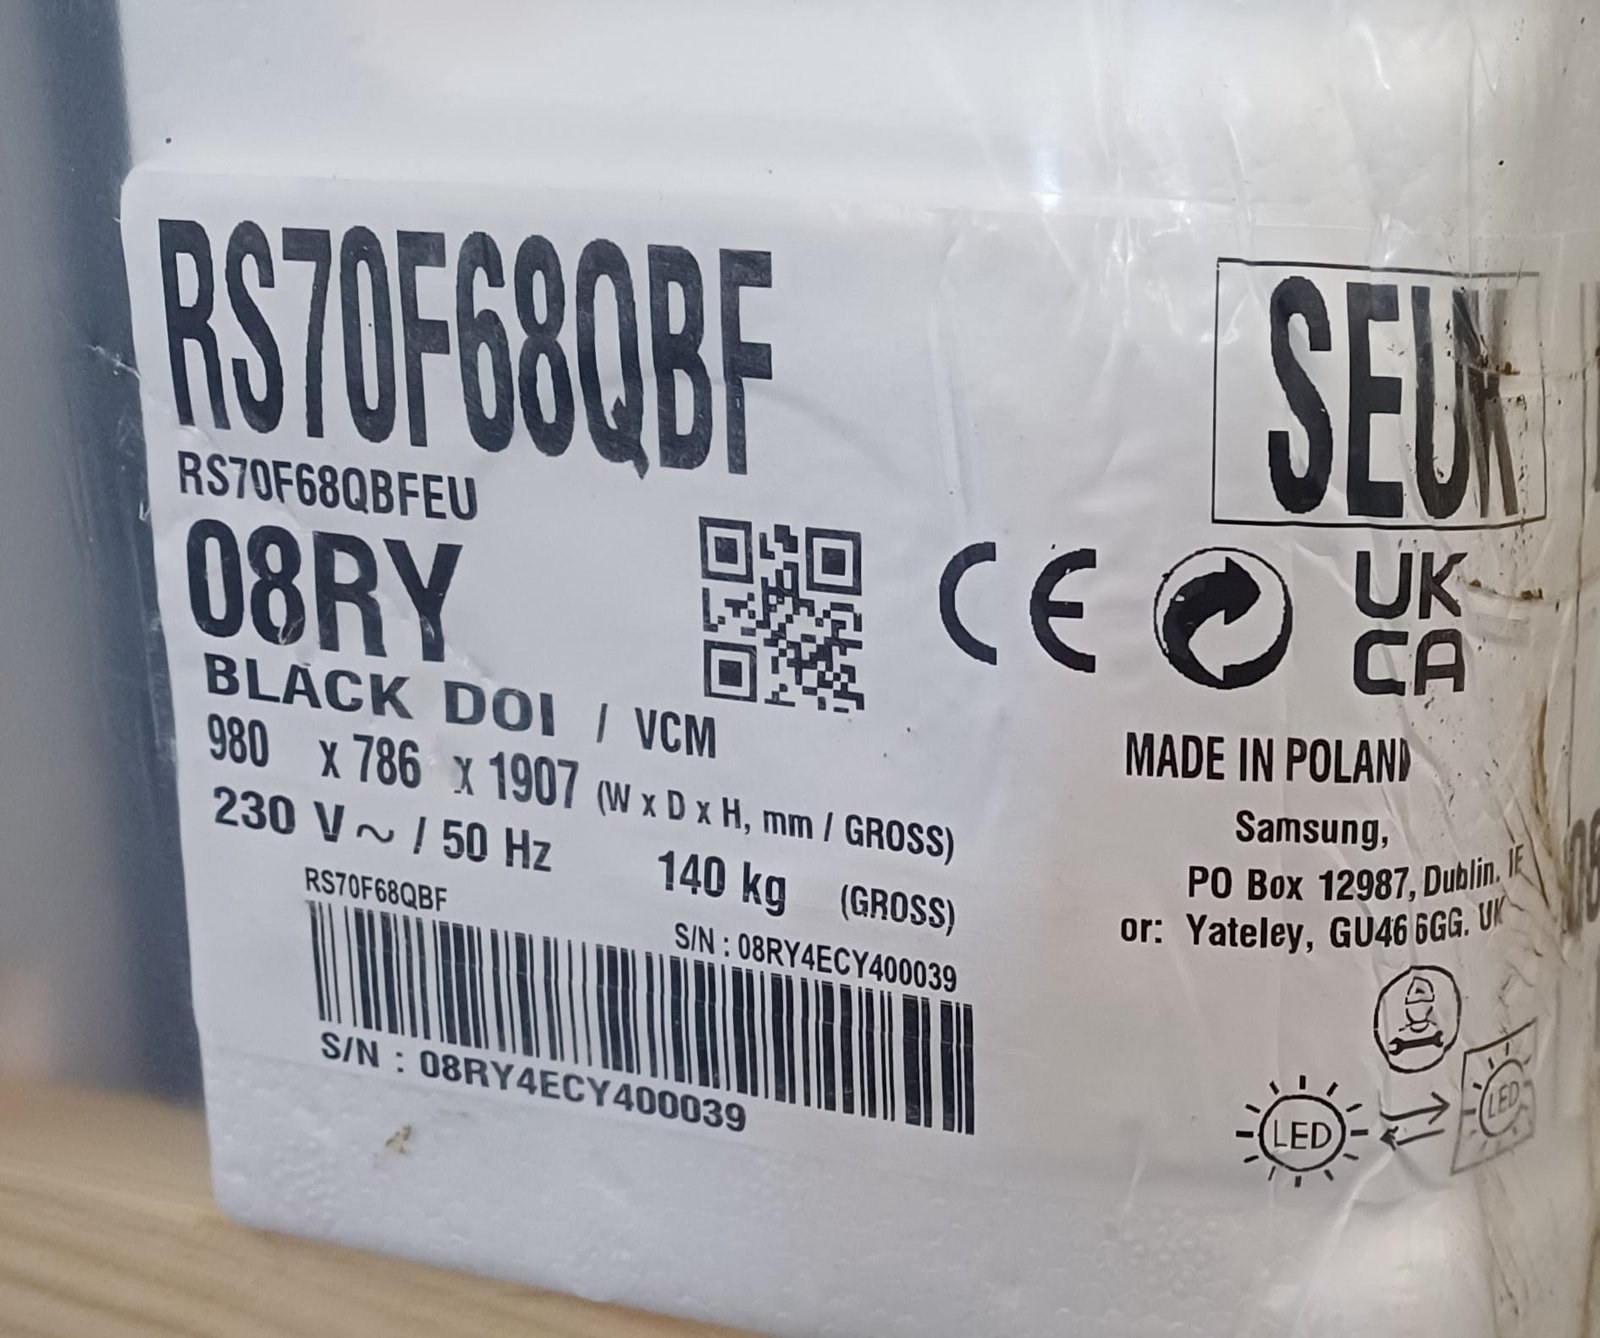 RS70F68QBF
SEUK
RS70F68QBFEU
08RY
CE
UK
CA
BLACK DOI / VCM
980 x 786 x 1907 (W x D x H, mm / GROSS)
230 V ~ / 50 Hz 140 kg (GROSS)
MADE IN POLAND
Samsung,
PO Box 12987, Dublin. IE
or: Yateley, GU46 6GG. UK
RS70F68QBF
S/N : 08RY4ECY400039
S/N : 08RY4ECY400039
LED
LED